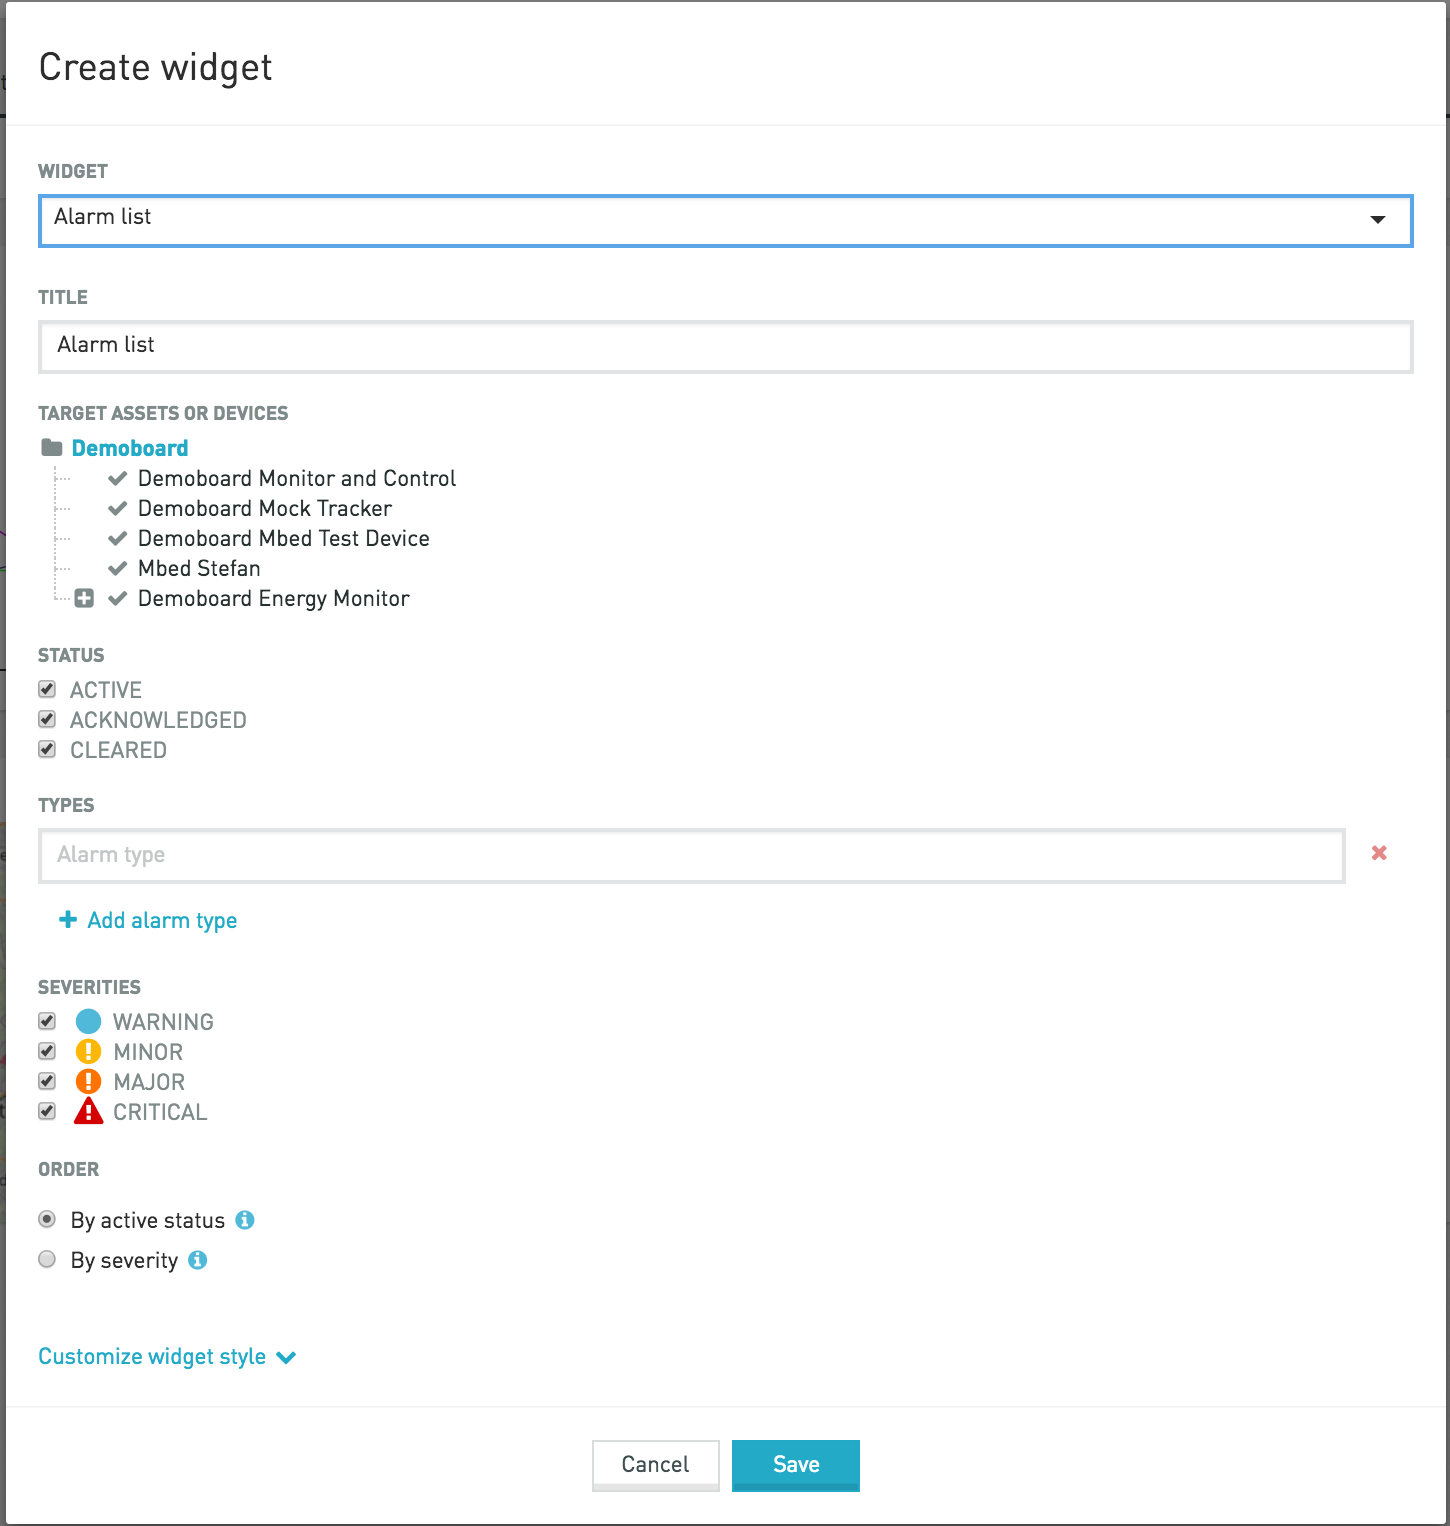 Create widget
WIDGET
Alarm list
TITLE
Alarm list
TARGET ASSETS OR DEVICES
Demoboard
Demoboard Monitor and Control
Demoboard Mock Tracker
Demoboard Mbed Test Device
Mbed Stefan
Demoboard Energy Monitor
STATUS
ACTIVE
ACKNOWLEDGED
CLEARED
TYPES
Alarm type
Add alarm type
SEVERITIES
WARNING
MINOR
MAJOR
CRITICAL
ORDER
By active status
By severity
Customize widget style
Cancel
Save